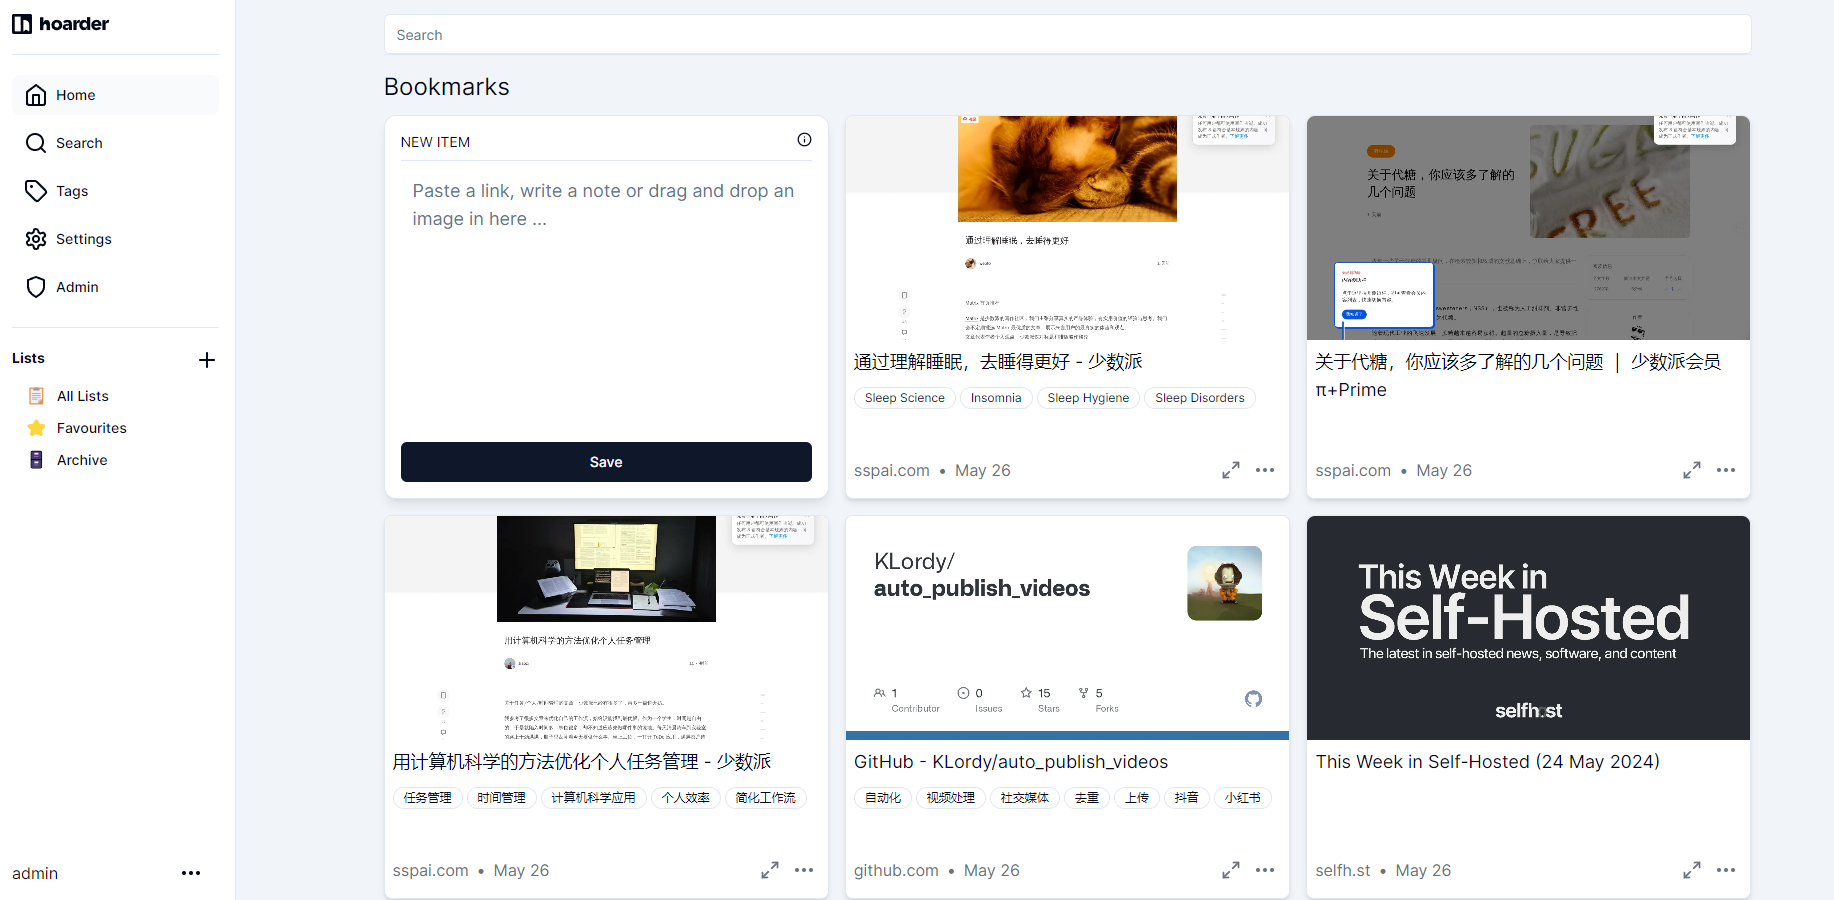 hoarder
Home
Search
Tags
Settings
Admin
Lists
All Lists
Favourites
Archive
admin
Search
Bookmarks
NEW ITEM
Paste a link, write a note or drag and drop an
image in here ...
Save
通过理解睡眠，去睡得更好
通过理解睡眠，去睡得更好 - 少数派
Sleep Science
Insomnia
Sleep Hygiene
Sleep Disorders
sspai.com • May 26
关于代糖，你应该多了解的
几个问题
关于代糖，你应该多了解的几个问题 ｜ 少数派会员
π+Prime
sspai.com • May 26
用计算机科学的方法优化个人任务管理
用计算机科学的方法优化个人任务管理 - 少数派
任务管理
时间管理
计算机科学应用
个人效率
简化工作流
sspai.com • May 26
KLordy/
auto_publish_videos
1
Contributor
0
Issues
15
Stars
5
Forks
GitHub - KLordy/auto_publish_videos
自动化
视频处理
社交媒体
去重
上传
抖音
小红书
github.com • May 26
This Week in
Self-Hosted
The latest in self-hosted news, software, and content
selfh.st
This Week in Self-Hosted (24 May 2024)
selfh.st • May 26